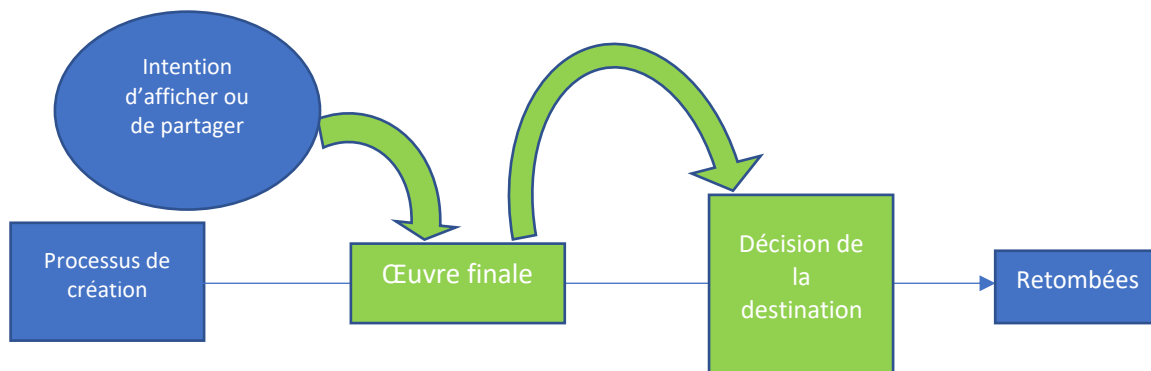 Intention
d’afficher ou
de partager
Processus de
création
Œuvre finale
Décision de
la
destination
Retombées